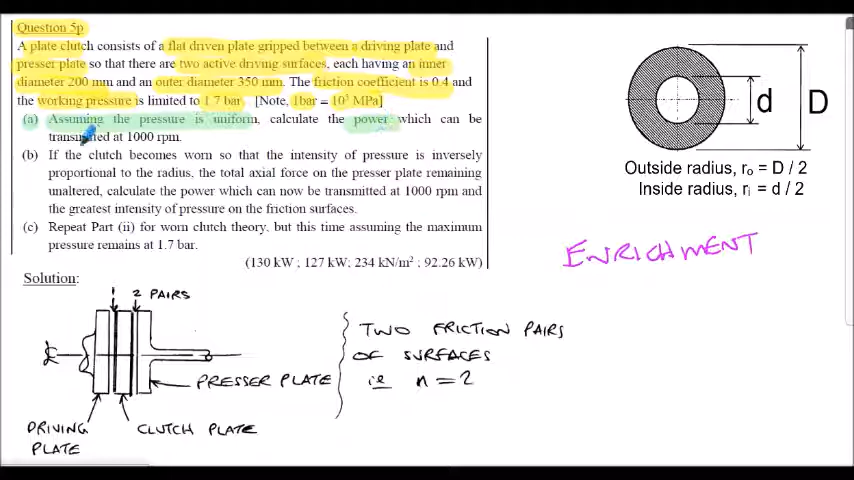 Question 5p
A plate clutch consists of a flat driven plate gripped between a driving plate and
presser plate so that there are two active driving surfaces, each having an inner
diameter 200 mm and an outer diameter 350 mm. The friction coefficient is 0.4 and
the working pressure is limited to 1.7 bar. [Note, 1bar = 10⁵ MPa]
(a) Assuming the pressure is uniform, calculate the power which can be
transmitted at 1000 rpm.
(b) If the clutch becomes worn so that the intensity of pressure is inversely
proportional to the radius, the total axial force on the presser plate remaining
unaltered, calculate the power which can now be transmitted at 1000 rpm and
the greatest intensity of pressure on the friction surfaces.
(c) Repeat Part (ii) for worn clutch theory, but this time assuming the maximum
pressure remains at 1.7 bar.
(130 kW ; 127 kW; 234 kN/m² ; 92.26 kW)
d
D
Outside radius, rₒ = D / 2
Inside radius, rᵢ = d / 2
ENRICHMENT
Solution:
1 2 PAIRS
PRESSER PLATE
DRIVING
PLATE
CLUTCH PLATE
TWO FRICTION PAIRS
OF SURFACES
ie n = 2